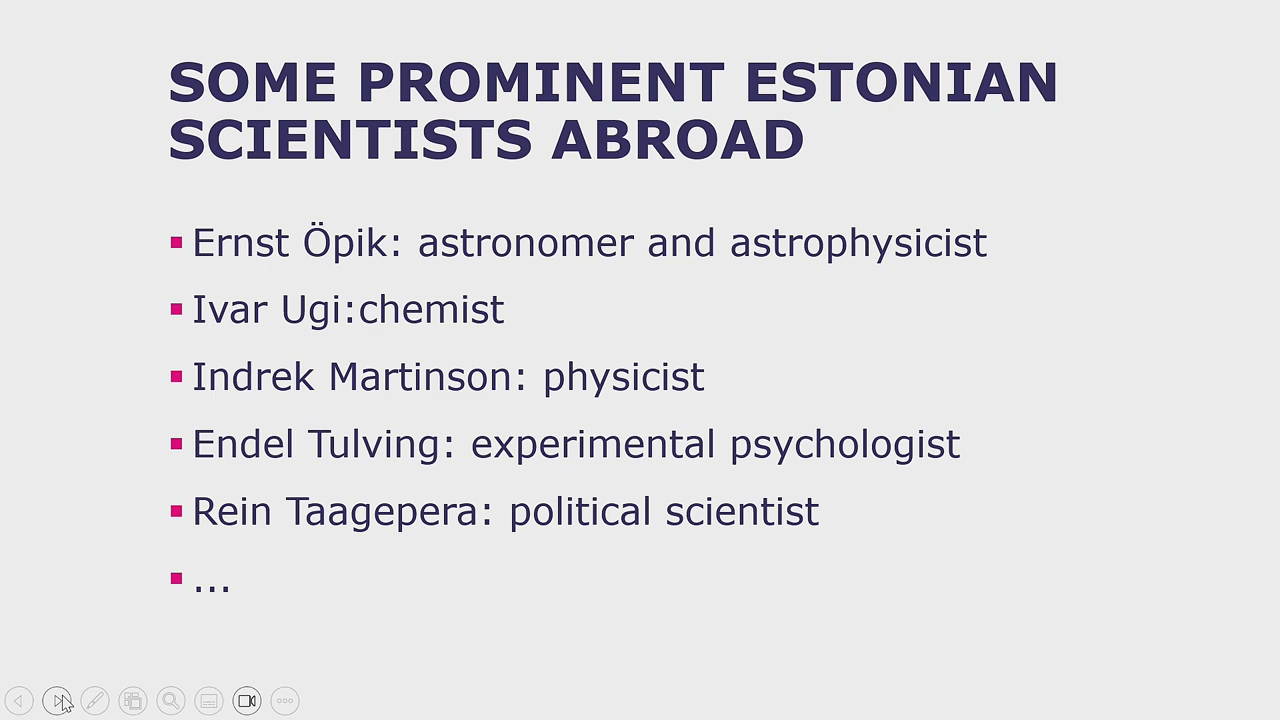 SOME PROMINENT ESTONIAN
SCIENTISTS ABROAD
Ernst Öpik: astronomer and astrophysicist
Ivar Ugi:chemist
Indrek Martinson: physicist
Endel Tulving: experimental psychologist
Rein Taagepera: political scientist
...